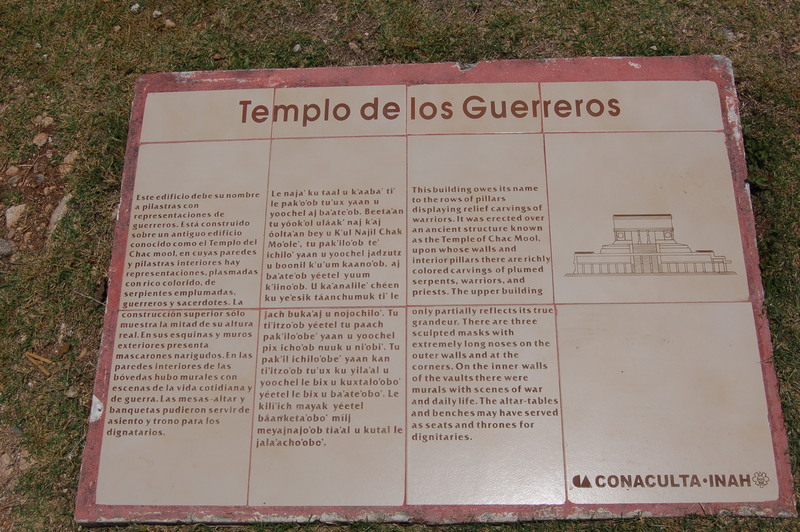 Templo de los Guerreros
Este edificio debe su nombre
a pilastras con
representaciones de
guerreros. Está construido
sobre un antiguo edificio
conocido como el Templo del
Chac mool, en cuyas paredes
y pilastras interiores hay
representaciones, plasmadas
con rico colorido, de
serpientes emplumadas,
guerreros y sacerdotes. La
construcción superior sólo
muestra la mitad de su altura
real. En sus esquinas y muros
exteriores presenta
mascarones narigudos. En las
paredes interiores de las
bóvedas hubo murales con
escenas de la vida cotidiana y
de guerra. Las mesas-altar y
banquetas pudieron servir de
asiento y trono para los
dignatarios.
Le naja' ku taal u k'aaba' ti'
le pak'o'ob tu'ux yaan u
yoochel aj ba'ate'ob. Beeta'an
tu yóok'ol uláak' naj k'aj
óolta'an bey u K'ul Najil Chak
Mo'ole', tu pak'ilo'ob te'
ichilo' yaan u yoochel jadzutz
u boonil k'u'um kaano'ob, aj
ba'ate'ob yéetel yuum
k'iino'ob. U ka'analile' chéen
ku ye'esik táanchumuk ti' le
jach buka'aj u nojochilo'. Tu
ti'itzo'ob yéetel tu paach
pak'ilo'obe' yaan u yoochel
pix icho'ob nuuk u ni'obi'. Tu
pak'il ichilo'obe' yaan kan
ti'itzo'ob tu'ux ku yila'al u
yoochel le bix u kuxtalo'obo'
yéetel le bix u ba'ate'obo'. Le
kili'ich mayak yéetel
báanketa'obo' miij
meyajnajo'ob tia'al u kutal le
jala'acho'obo'.
This building owes its name
to the rows of pillars
displaying relief carvings of
warriors. It was erected over
an ancient structure known
as the Temple of Chac Mool,
upon whose walls and
interior pillars there are richly
colored carvings of plumed
serpents, warriors, and
priests. The upper building
only partially reflects its true
grandeur. There are three
sculpted masks with
extremely long noses on the
outer walls and at the
corners. On the inner walls
of the vaults there were
murals with scenes of war
and daily life. The altar-tables
and benches may have served
as seats and thrones for
dignitaries.
CONACULTA·INAH